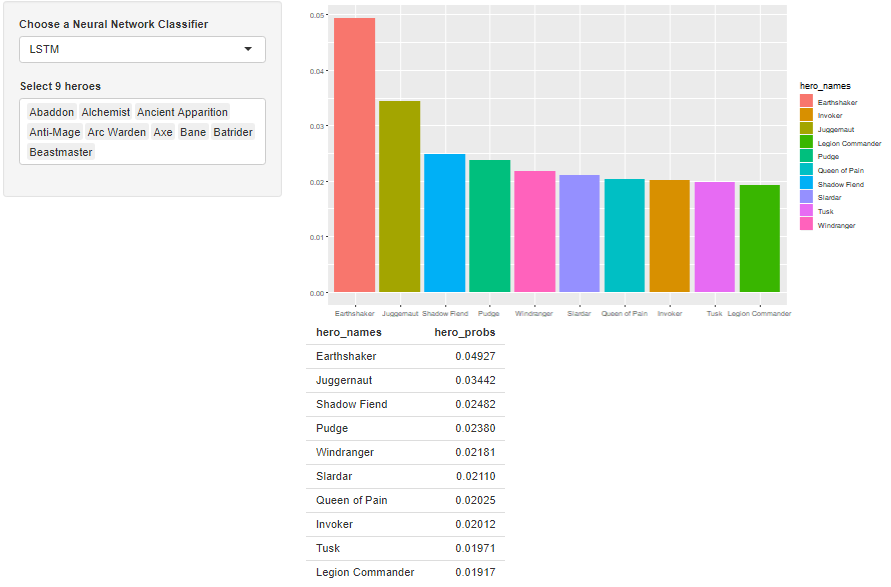 Choose a Neural Network Classifier
LSTM
Select 9 heroes
Abaddon Alchemist Ancient Apparition
Anti-Mage Arc Warden Axe Bane Batrider
Beastmaster
0.05
0.04
0.03
0.02
0.01
0.00
Earthshaker Juggernaut Shadow Fiend Pudge Windranger Slardar Queen of Pain Invoker Tusk Legion Commander
hero_names
Earthshaker
Invoker
Juggernaut
Legion Commander
Pudge
Queen of Pain
Shadow Fiend
Slardar
Tusk
Windranger
hero_names hero_probs
Earthshaker 0.04927
Juggernaut 0.03442
Shadow Fiend 0.02482
Pudge 0.02380
Windranger 0.02181
Slardar 0.02110
Queen of Pain 0.02025
Invoker 0.02012
Tusk 0.01971
Legion Commander 0.01917